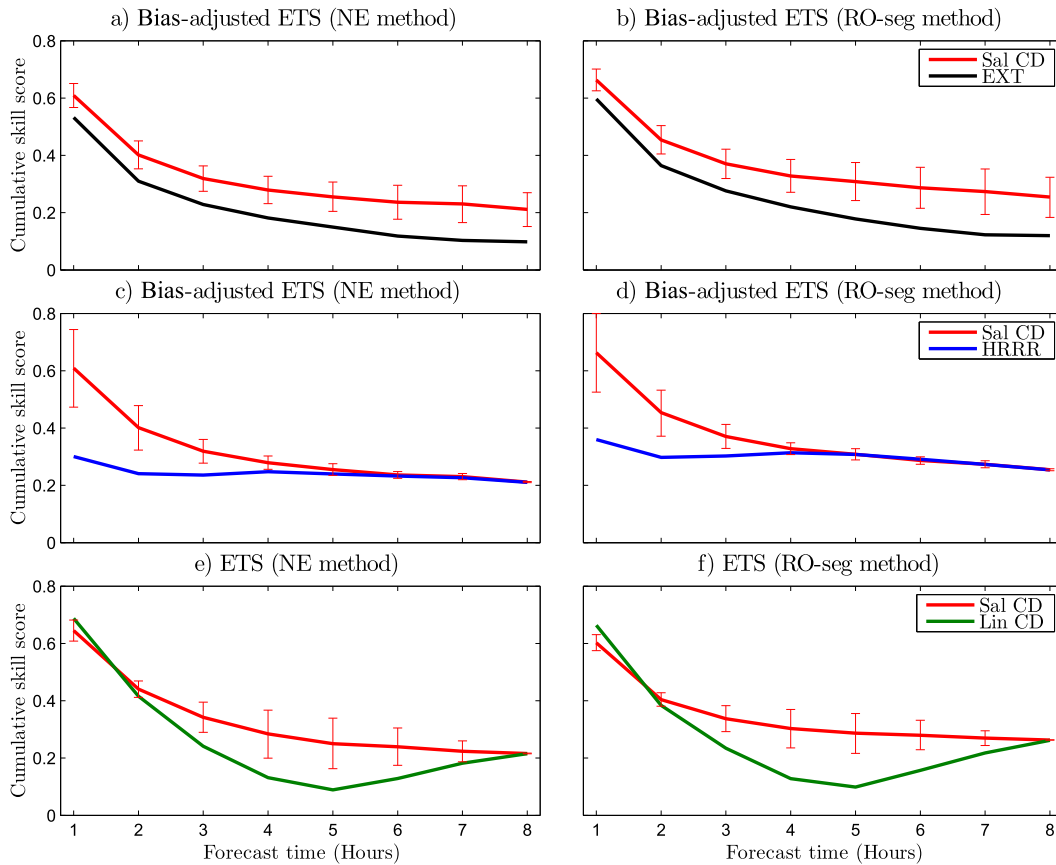 a) Bias-adjusted ETS (NE method)
0.8
0.6
0.4
0.2
0
Cumulative skill score
b) Bias-adjusted ETS (RO-seg method)
Sal CD
EXT
c) Bias-adjusted ETS (NE method)
0.8
0.6
0.4
0.2
0
Cumulative skill score
d) Bias-adjusted ETS (RO-seg method)
Sal CD
HRRR
e) ETS (NE method)
0.8
0.6
0.4
0.2
0
Cumulative skill score
1 2 3 4 5 6 7 8
Forecast time (Hours)
f) ETS (RO-seg method)
Sal CD
Lin CD
1 2 3 4 5 6 7 8
Forecast time (Hours)